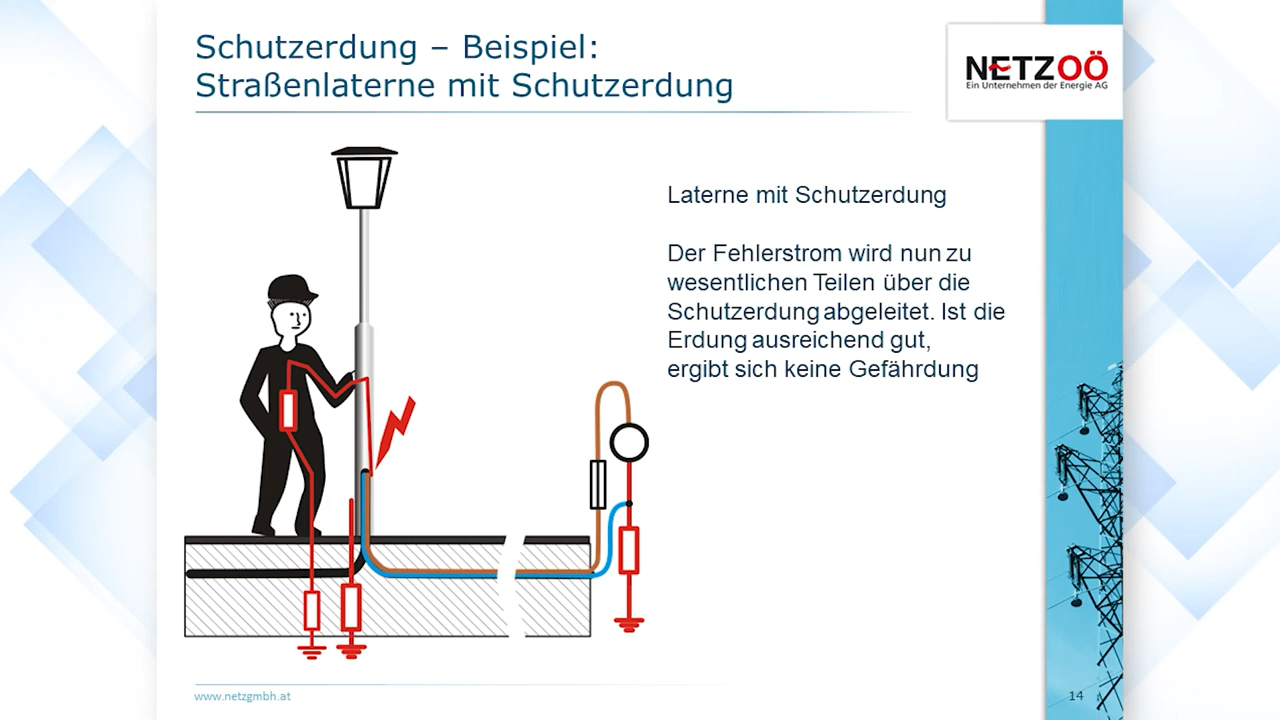 Schutzerdung – Beispiel:
Straßenlaterne mit Schutzerdung
NETZOÖ
Ein Unternehmen der Energie AG
Laterne mit Schutzerdung
Der Fehlerstrom wird nun zu
wesentlichen Teilen über die
Schutzerdung abgeleitet. Ist die
Erdung ausreichend gut,
ergibt sich keine Gefährdung
www.netzgmbh.at
14